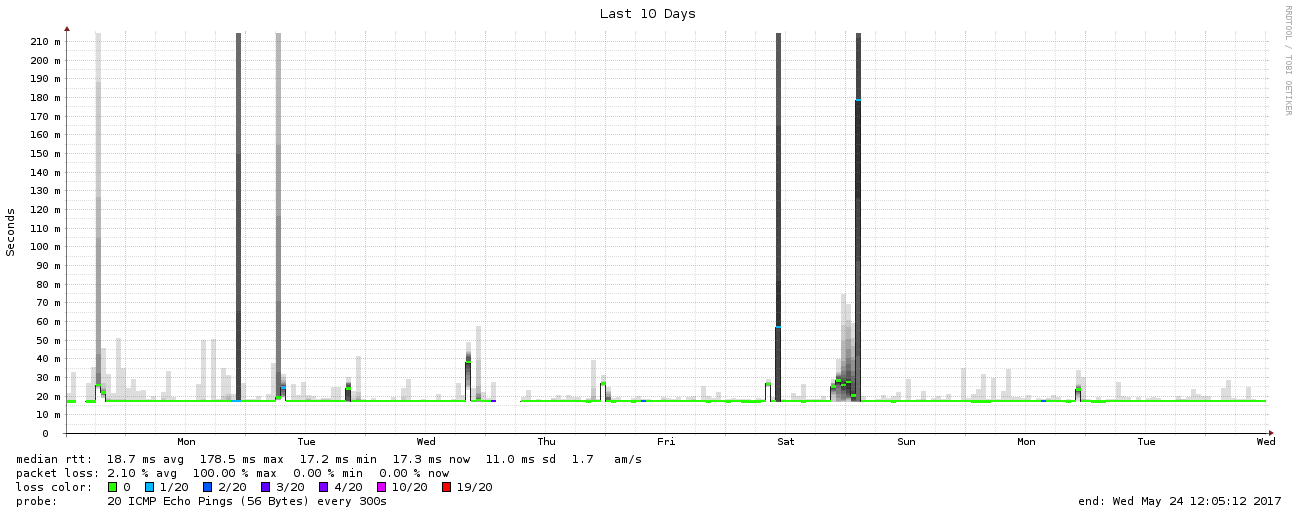 Last 10 Days
RRDTOOL / TOBI OETIKER
Seconds
210 m
200 m
190 m
180 m
170 m
160 m
150 m
140 m
130 m
120 m
110 m
100 m
90 m
80 m
70 m
60 m
50 m
40 m
30 m
20 m
10 m
0
Mon Tue Wed Thu Fri Sat Sun Mon Tue Wed
median rtt: 18.7 ms avg 178.5 ms max 17.2 ms min 17.3 ms now 11.0 ms sd 1.7 am/s
packet loss: 2.10 % avg 100.00 % max 0.00 % min 0.00 % now
loss color: 0 1/20 2/20 3/20 4/20 10/20 19/20
probe: 20 ICMP Echo Pings (56 Bytes) every 300s end: Wed May 24 12:05:12 2017